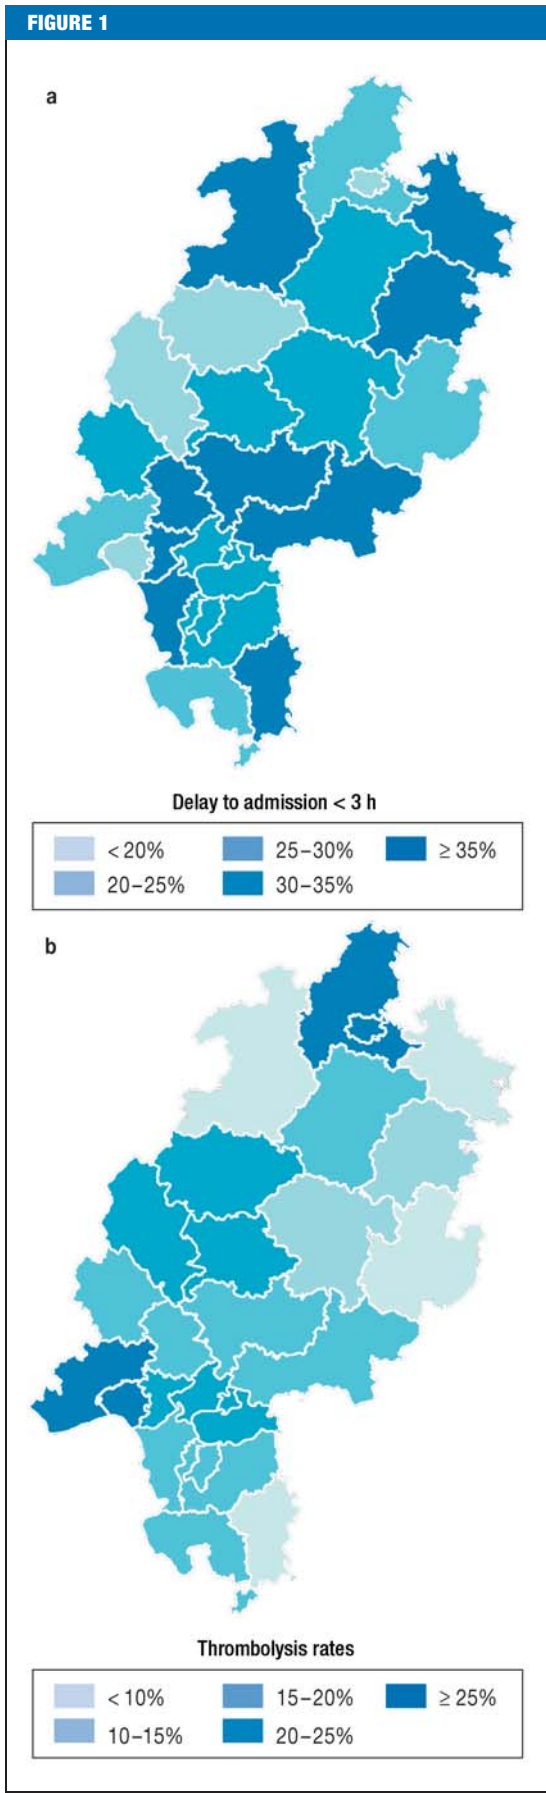 FIGURE 1
a
Delay to admission < 3 h
< 20% 25–30% ≥ 35%
20–25% 30–35%
b
Thrombolysis rates
< 10% 15–20% ≥ 25%
10–15% 20–25%